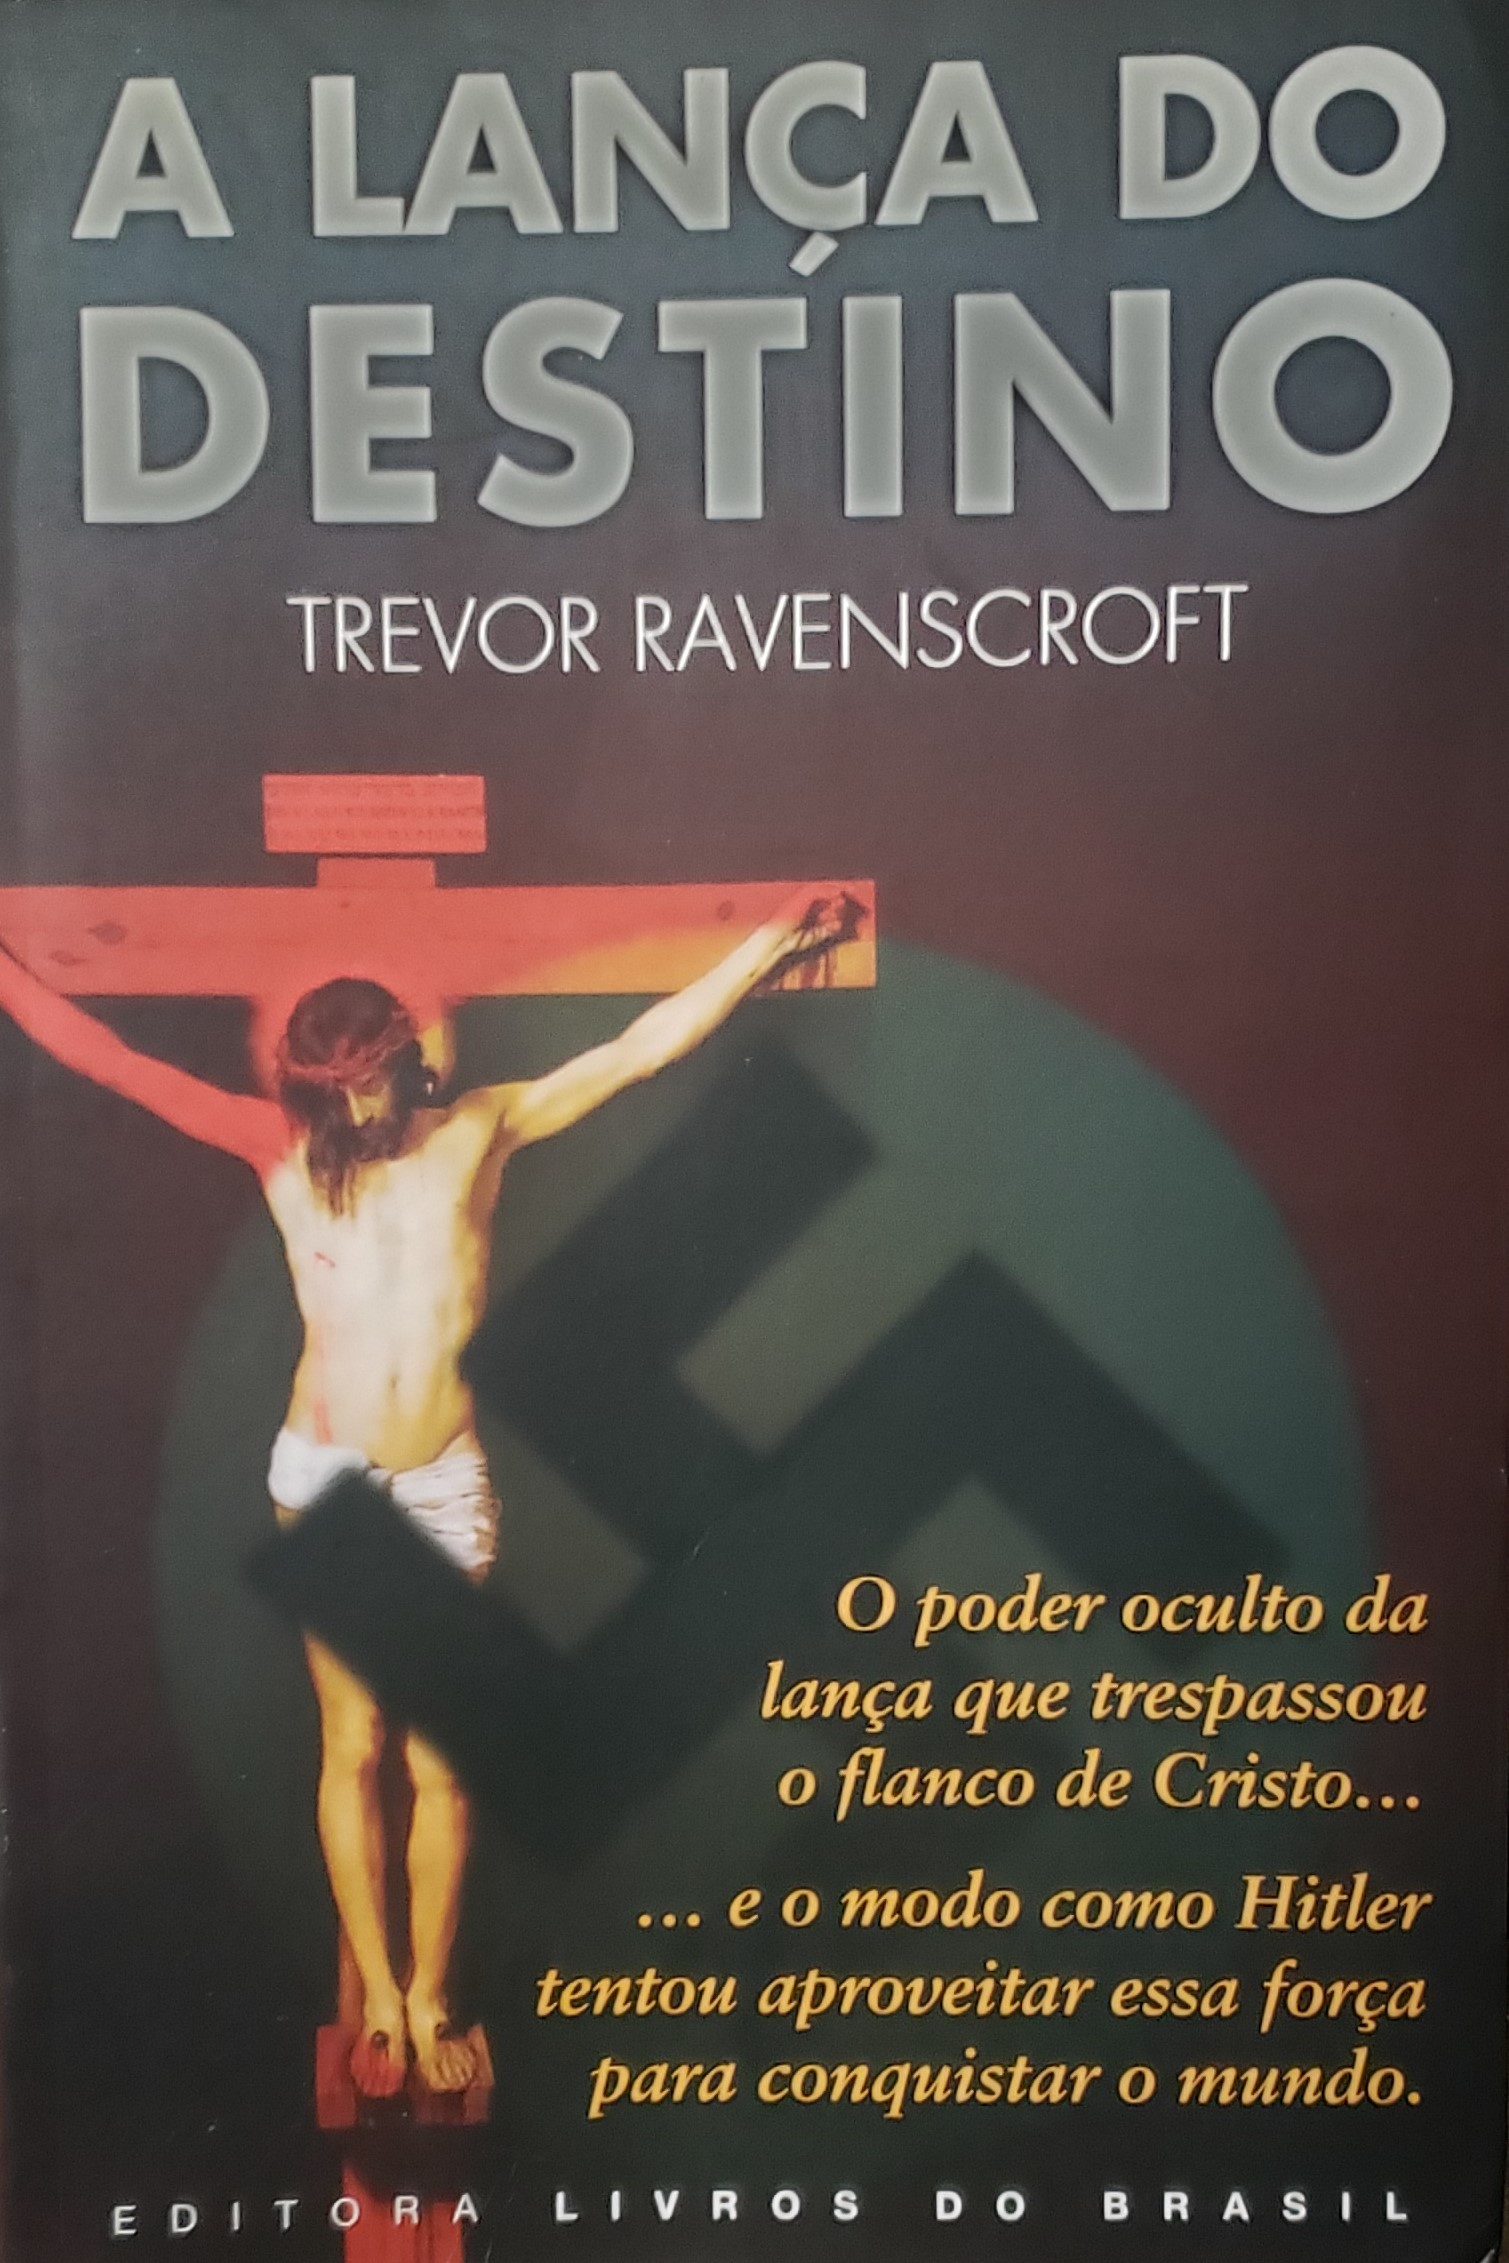 A LANÇA DO
DESTINO
TREVOR RAVENSCROFT
O poder oculto da
lança que trespassou
o flanco de Cristo...
... e o modo como Hitler
tentou aproveitar essa força
para conquistar o mundo.
EDITORA LIVROS DO BRASIL